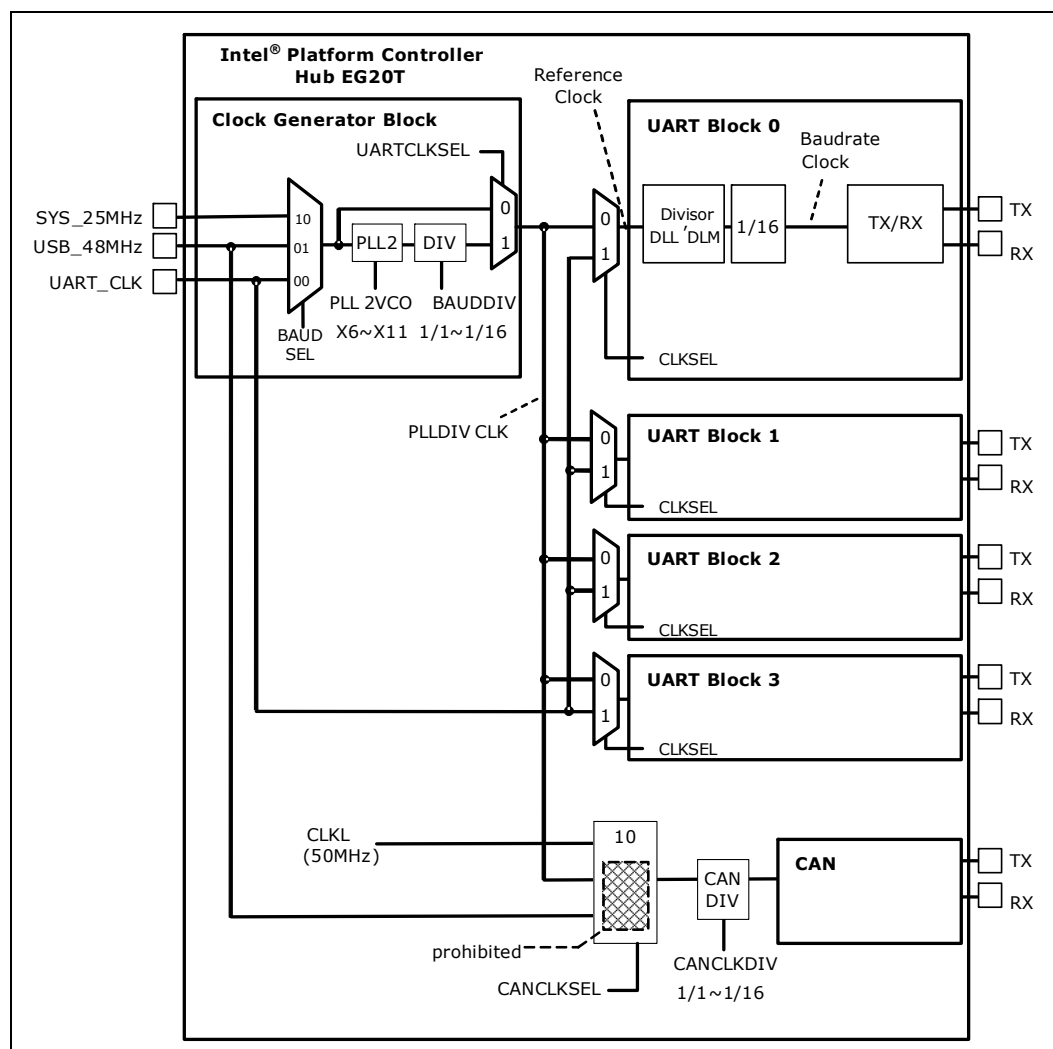 Intel® Platform Controller
Hub EG20T
Reference
Clock
Clock Generator Block
UART Block 0
UARTCLKSEL
Baudrate
Clock
SYS_25MHz
USB_48MHz
UART_CLK
10
01
00
PLL2
DIV
0
1
0
1
Divisor
DLL 'DLM
1/16
TX/RX
TX
RX
BAUD
SEL
PLL 2VCO
X6~X11
BAUDDIV
1/1~1/16
CLKSEL
PLLDIV CLK
0
1
UART Block 1
CLKSEL
TX
RX
0
1
UART Block 2
CLKSEL
TX
RX
0
1
UART Block 3
CLKSEL
TX
RX
CLKL
(50MHz)
10
prohibited
CANCLKSEL
CAN
DIV
CANCLKDIV
1/1~1/16
CAN
TX
RX